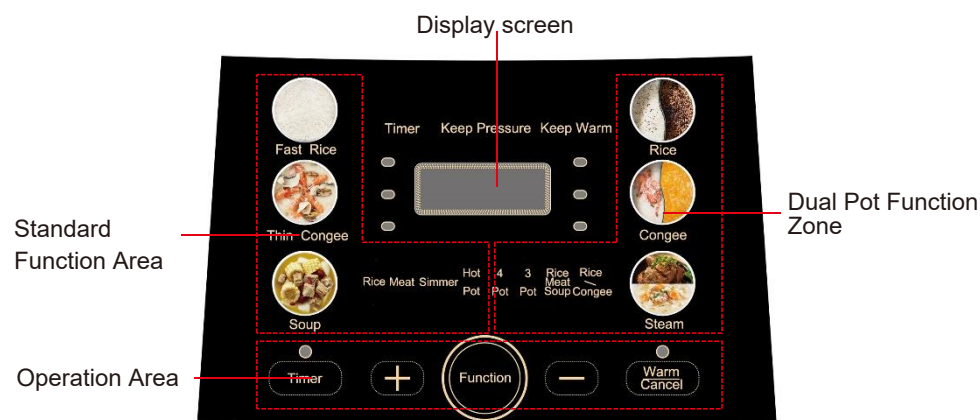 Display screen
Timer Keep Pressure Keep Warm
Fast Rice
Rice
Thin Congee
Congee
Standard
Function Area
Dual Pot Function
Zone
Rice Meat Simmer Hot Pot 4 Pot 3 Pot Rice Meat Soup Rice / Congee
Soup
Steam
Operation Area
Timer + Function − Warm Cancel